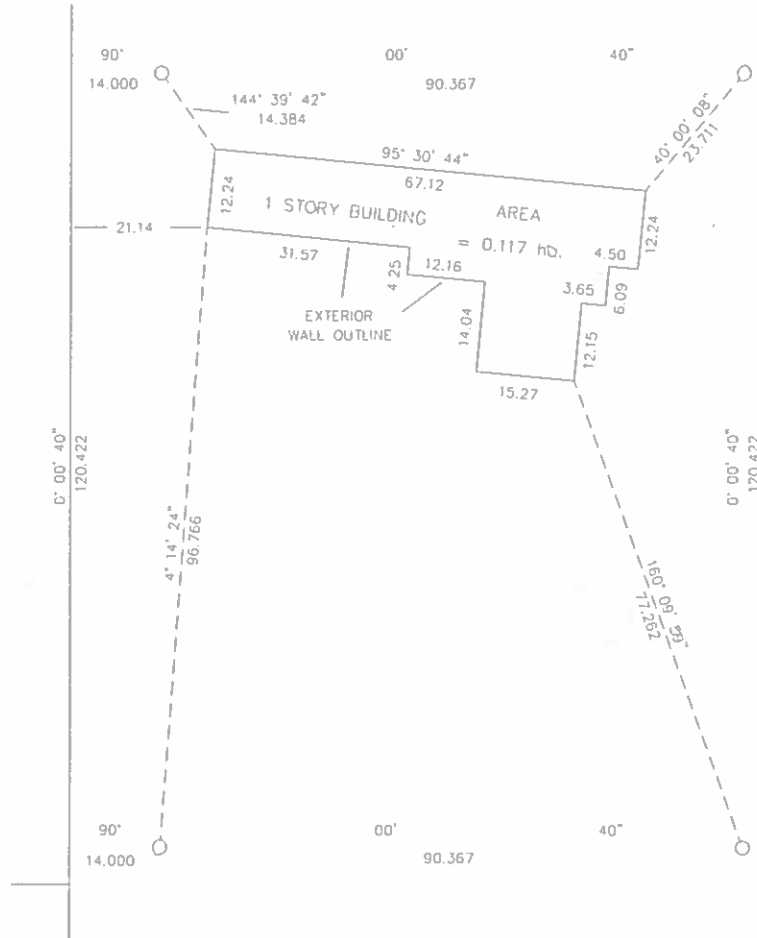 90° 00' 40"
14.000 90.367
144° 39' 42"
14.384
40° 00' 08"
23.711
95° 30' 44"
67.12
12.24
1 STORY BUILDING AREA
= 0.117 ha.
12.24
21.14
31.57
4.25
12.16
4.50
6.09
3.65
EXTERIOR
WALL OUTLINE
14.04
12.15
15.27
0° 00' 40"
120.422
0° 00' 40"
120.422
4° 14' 24"
96.766
160° 09' 59"
77.262
90° 00' 40"
14.000 90.367